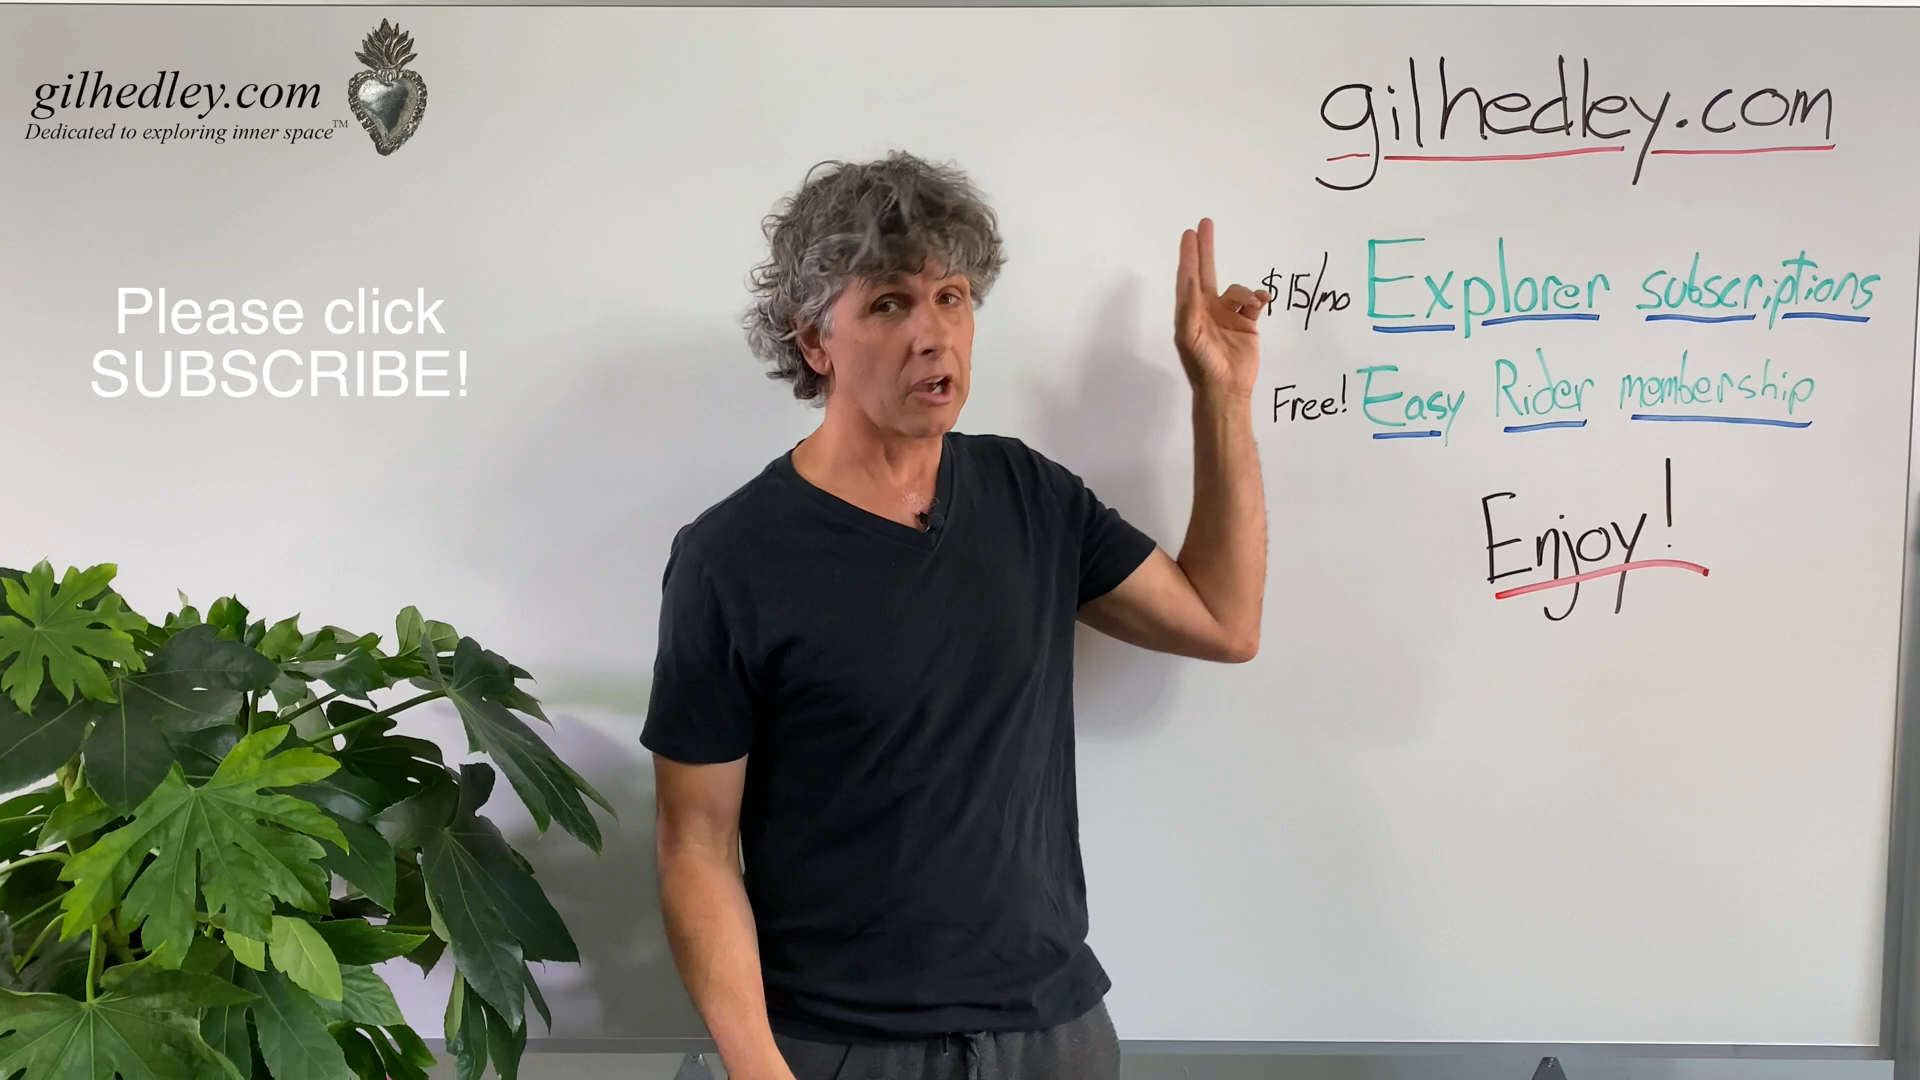 gilhedley.com
Dedicated to exploring inner space™
Please click
SUBSCRIBE!
gilhedley.com
$15/mo Explorer subscriptions
Free! Easy Rider membership
Enjoy!